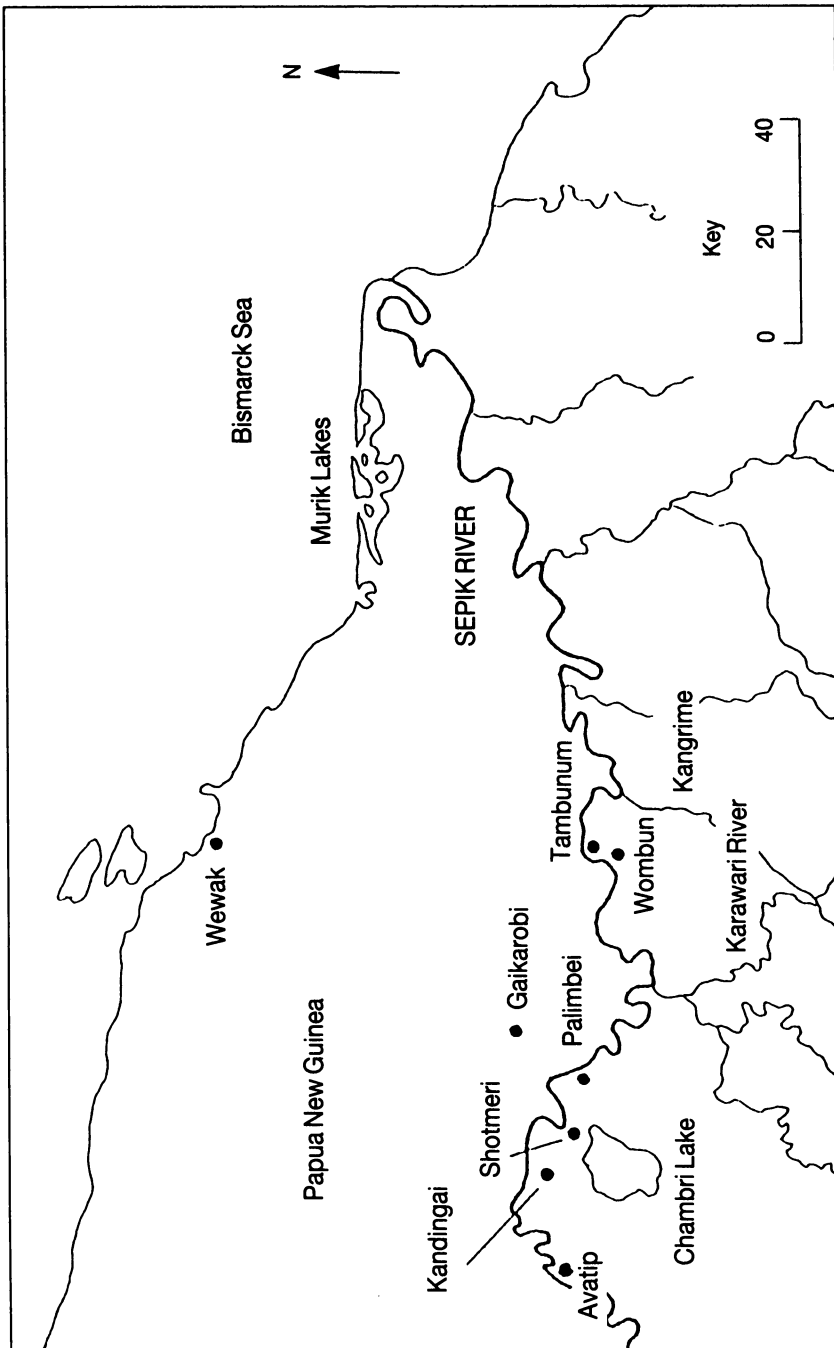 N
Bismarck Sea
Wewak
Murik Lakes
Papua New Guinea
SEPIK RIVER
Gaikarobi
Tambunum
Palimbei
Shotmeri
Kandingai
Wombun
Kangrime
Avatip
Chambri Lake
Karawari River
Key
0 20 40